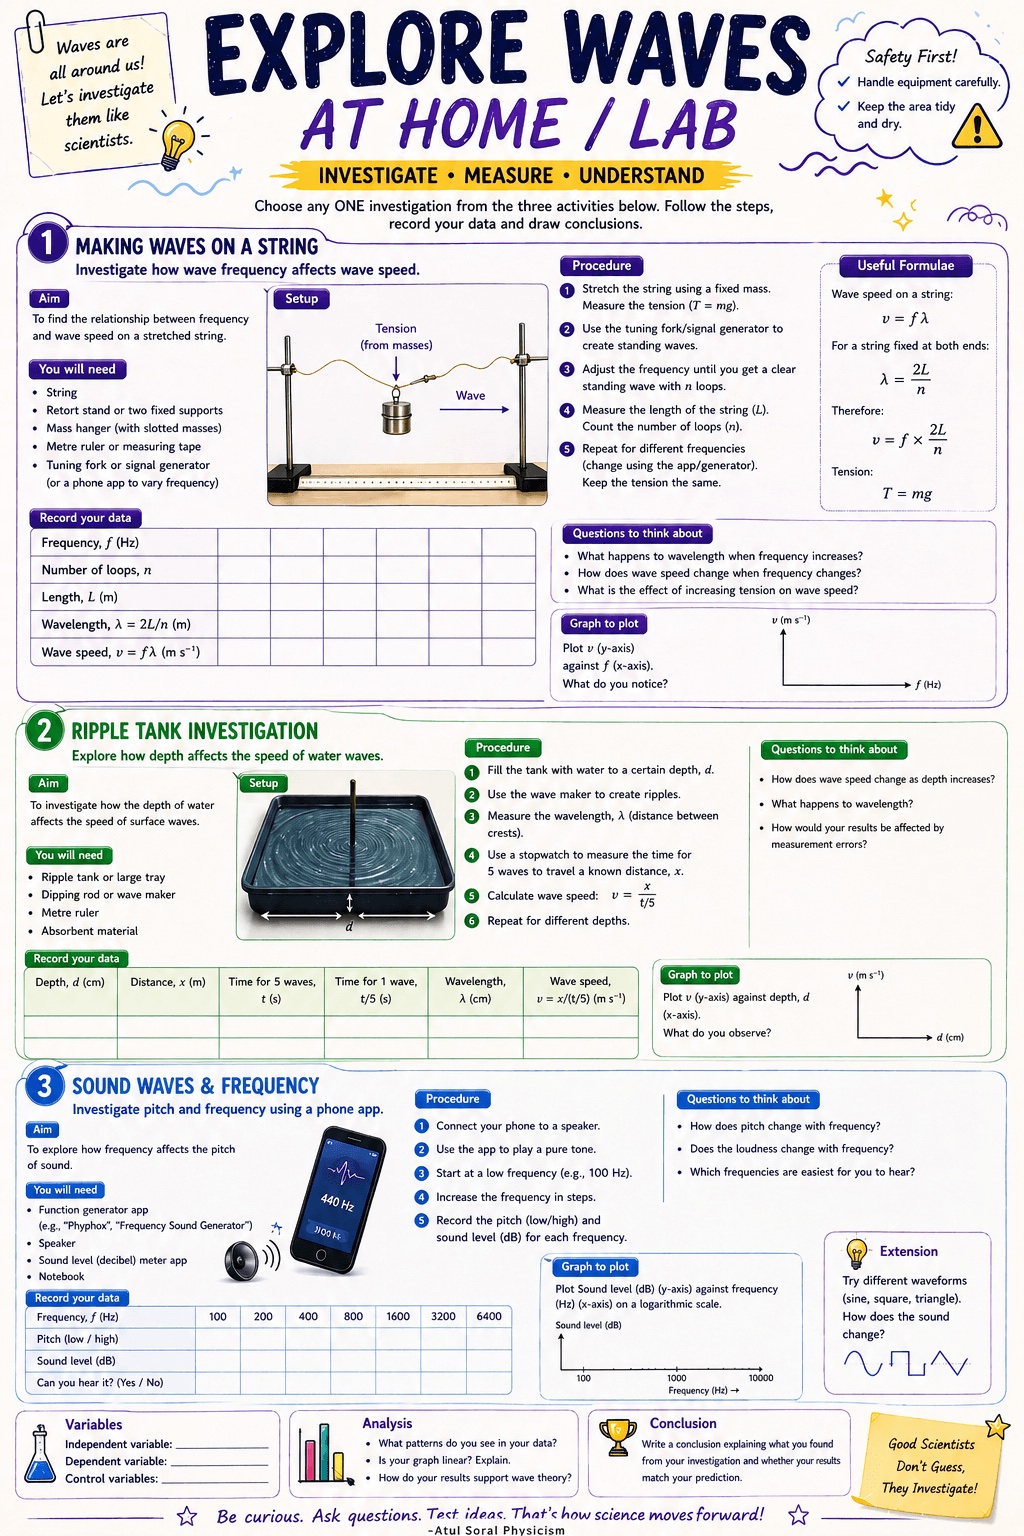 Waves are
all around us!
Let's investigate
them like
scientists.
EXPLORE WAVES
AT HOME / LAB
INVESTIGATE • MEASURE • UNDERSTAND
Safety First!
✓ Handle equipment carefully.
✓ Keep the area tidy
and dry.
Choose any ONE investigation from the three activities below. Follow the steps,
record your data and draw conclusions.
1 MAKING WAVES ON A STRING
Investigate how wave frequency affects wave speed.
Aim
To find the relationship between frequency
and wave speed on a stretched string.
You will need
• String
• Retort stand or two fixed supports
• Mass hanger (with slotted masses)
• Metre ruler or measuring tape
• Tuning fork or signal generator
(or a phone app to vary frequency)
Setup
Tension
(from masses)
Wave
Procedure
1 Stretch the string using a fixed mass.
Measure the tension (T = mg).
2 Use the tuning fork/signal generator to
create standing waves.
3 Adjust the frequency until you get a clear
standing wave with n loops.
4 Measure the length of the string (L).
Count the number of loops (n).
5 Repeat for different frequencies
(change using the app/generator).
Keep the tension the same.
Useful Formulae
Wave speed on a string:
v = f λ
For a string fixed at both ends:
λ = 2L/n
Therefore:
v = f × 2L/n
Tension:
T = mg
Record your data
Frequency, f (Hz)
Number of loops, n
Length, L (m)
Wavelength, λ = 2L/n (m)
Wave speed, v = f λ (m s⁻¹)
Questions to think about
• What happens to wavelength when frequency increases?
• How does wave speed change when frequency changes?
• What is the effect of increasing tension on wave speed?
Graph to plot
Plot v (y-axis)
against f (x-axis).
What do you notice?
v (m s⁻¹)
f (Hz)
2 RIPPLE TANK INVESTIGATION
Explore how depth affects the speed of water waves.
Aim
To investigate how the depth of water
affects the speed of surface waves.
You will need
• Ripple tank or large tray
• Dipping rod or wave maker
• Metre ruler
• Absorbent material
Setup
d
Procedure
1 Fill the tank with water to a certain depth, d.
2 Use the wave maker to create ripples.
3 Measure the wavelength, λ (distance between
crests).
4 Use a stopwatch to measure the time for
5 waves to travel a known distance, x.
5 Calculate wave speed: v = x / t/5
6 Repeat for different depths.
Questions to think about
• How does wave speed change as depth increases?
• What happens to wavelength?
• How would your results be affected by
measurement errors?
Record your data
Depth, d (cm) Distance, x (m) Time for 5 waves, t (s) Time for 1 wave, t/5 (s) Wavelength, λ (cm) Wave speed, v = x/(t/5) (m s⁻¹)
Graph to plot
Plot v (y-axis) against depth, d
(x-axis).
What do you observe?
v (m s⁻¹)
d (cm)
3 SOUND WAVES & FREQUENCY
Investigate pitch and frequency using a phone app.
Aim
To explore how frequency affects the pitch
of sound.
You will need
• Function generator app
(e.g., "Phyphox", "Frequency Sound Generator")
• Speaker
• Sound level (decibel) meter app
• Notebook
440 Hz
Procedure
1 Connect your phone to a speaker.
2 Use the app to play a pure tone.
3 Start at a low frequency (e.g., 100 Hz).
4 Increase the frequency in steps.
5 Record the pitch (low/high) and
sound level (dB) for each frequency.
Questions to think about
• How does pitch change with frequency?
• Does the loudness change with frequency?
• Which frequencies are easiest for you to hear?
Record your data
Frequency, f (Hz) 100 200 400 800 1600 3200 6400
Pitch (low / high)
Sound level (dB)
Can you hear it? (Yes / No)
Graph to plot
Plot Sound level (dB) (y-axis) against frequency
(Hz) (x-axis) on a logarithmic scale.
Sound level (dB)
100 1000 10000
Frequency (Hz) →
Extension
Try different waveforms
(sine, square, triangle).
How does the sound
change?
Variables
Independent variable: ____________
Dependent variable: ____________
Control variables: ____________
Analysis
• What patterns do you see in your data?
• Is your graph linear? Explain.
• How do your results support wave theory?
Conclusion
Write a conclusion explaining what you found
from your investigation and whether your results
match your prediction.
Good Scientists
Don't Guess,
They Investigate!
Be curious. Ask questions. Test ideas. That's how science moves forward!
–Atul Soral Physicism